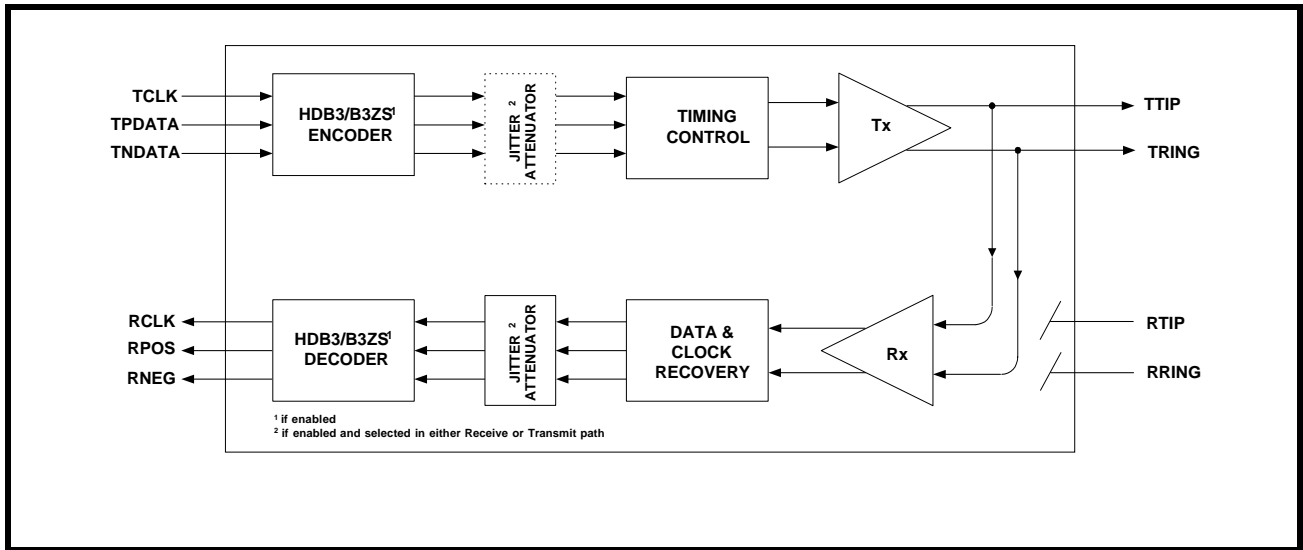 TCLK
TPDATA
TNDATA
HDB3/B3ZS1
ENCODER
JITTER 2
ATTENUATOR
TIMING
CONTROL
Tx
TTIP
TRING
RCLK
RPOS
RNEG
HDB3/B3ZS1
DECODER
JITTER 2
ATTENUATOR
DATA &
CLOCK
RECOVERY
Rx
RTIP
RRING
1 if enabled
2 if enabled and selected in either Receive or Transmit path